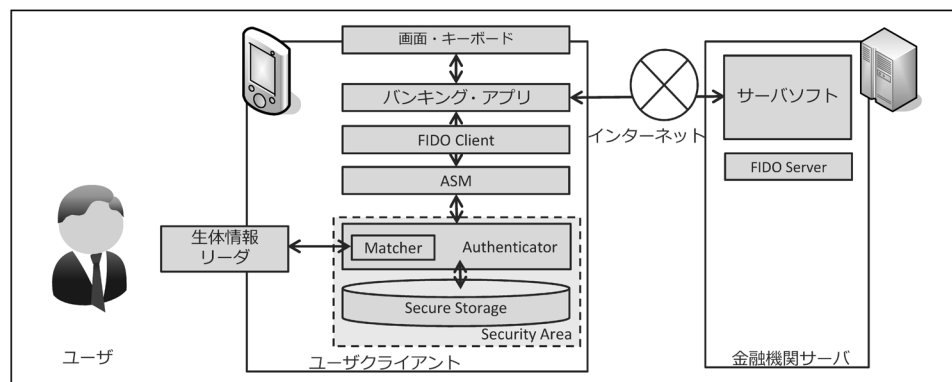 画面・キーボード
バンキング・アプリ
サーバソフト
インターネット
FIDO Client
FIDO Server
ASM
生体情報
リーダ
Matcher
Authenticator
Secure Storage
Security Area
ユーザ
ユーザクライアント
金融機関サーバ